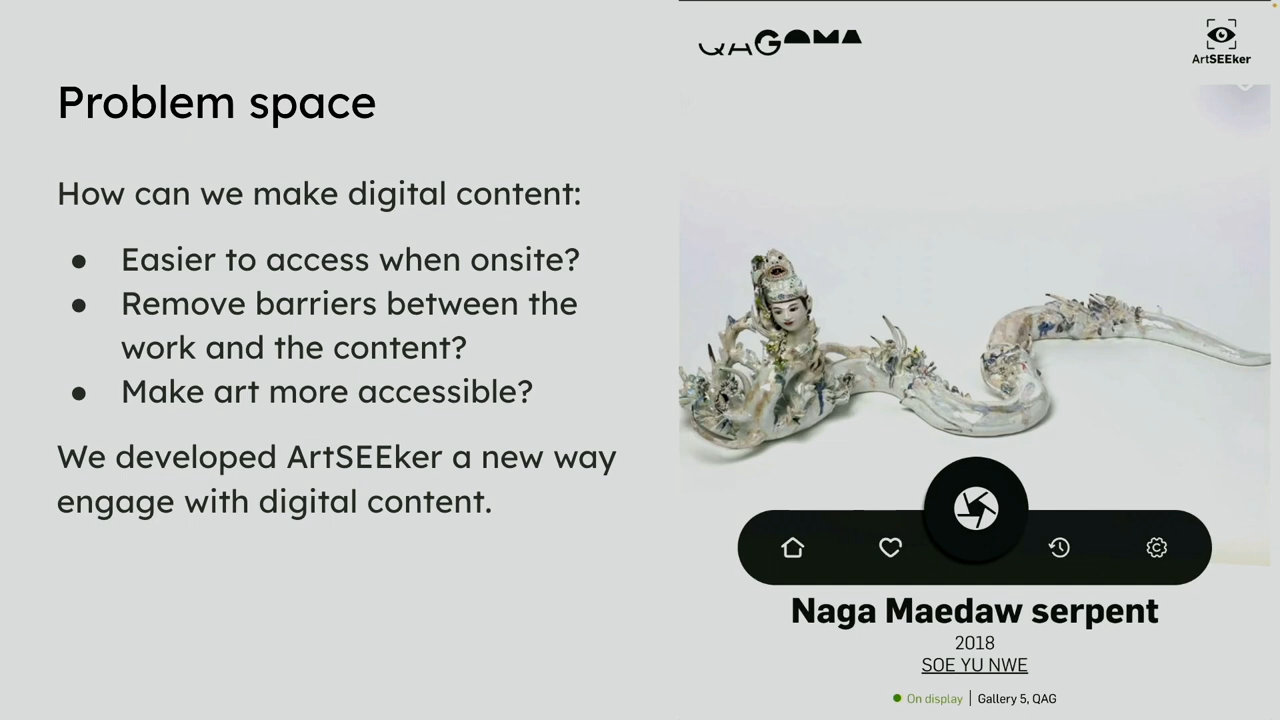 Problem space
How can we make digital content:
● Easier to access when onsite?
● Remove barriers between the
work and the content?
● Make art more accessible?
We developed ArtSEEker a new way
engage with digital content.
QAGOMA
ArtSEEker
Naga Maedaw serpent
2018
SOE YU NWE
● On display | Gallery 5, QAG